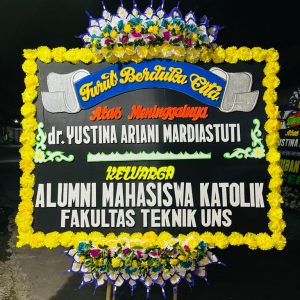 Turut Berduka Cita
Atas Meninggalnya
dr. YUSTINA ARIANI MARDIASTUTI
KELUARGA
ALUMNI MAHASISWA KATOLIK
FAKULTAS TEKNIK UNS